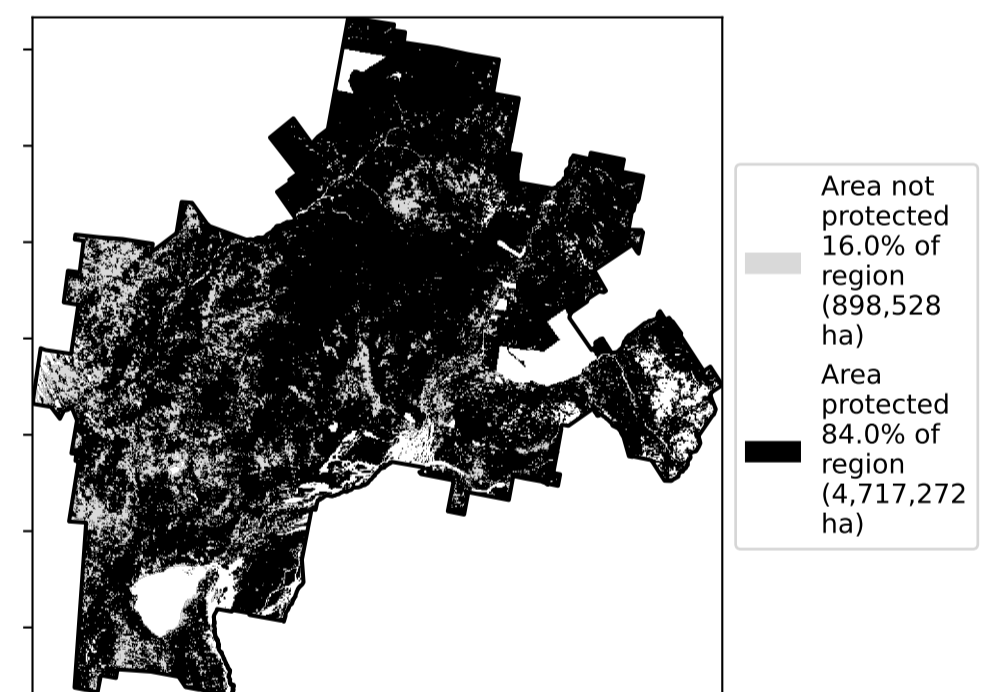 Area not
protected
16.0% of
region
(898,528
ha)
Area
protected
84.0% of
region
(4,717,272
ha)